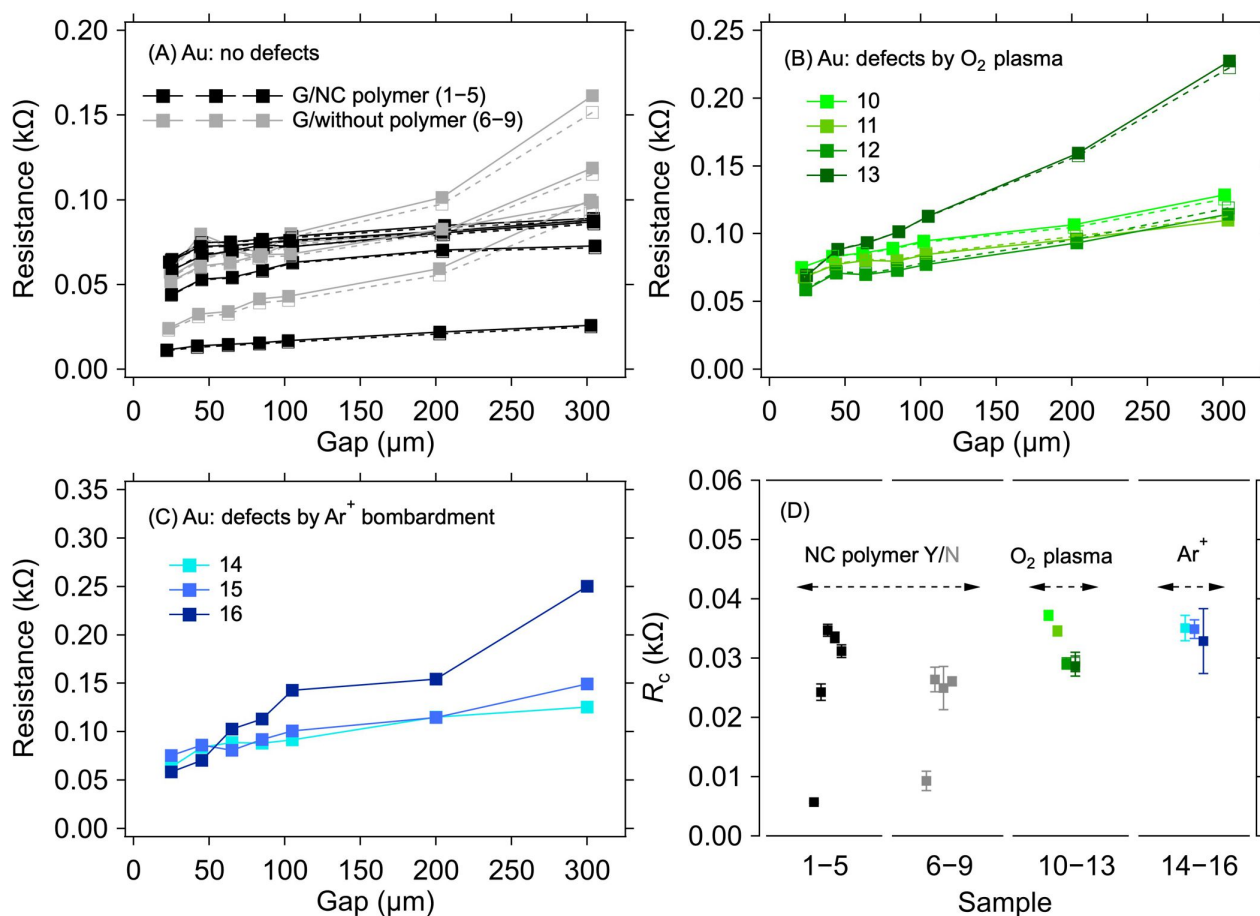 (A) Au: no defects
G/NC polymer (1−5)
G/without polymer (6−9)
Resistance (kΩ)
0.20
0.15
0.10
0.05
0.00
0 50 100 150 200 250 300
Gap (μm)
(B) Au: defects by O₂ plasma
10
11
12
13
Resistance (kΩ)
0.25
0.20
0.15
0.10
0.05
0.00
0 50 100 150 200 250 300
Gap (μm)
(C) Au: defects by Ar⁺ bombardment
14
15
16
Resistance (kΩ)
0.35
0.30
0.25
0.20
0.15
0.10
0.05
0.00
0 50 100 150 200 250 300
Gap (μm)
(D)
NC polymer Y/N O₂ plasma Ar⁺
R_c (kΩ)
0.06
0.05
0.04
0.03
0.02
0.01
0.00
1−5 6−9 10−13 14−16
Sample